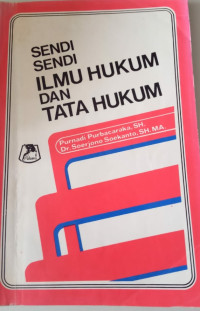 SENDI
SENDI
ILMU HUKUM
DAN
TATA HUKUM
Purnadi Purbacaraka, SH.
Dr. Soerjono Soekanto, SH. MA.